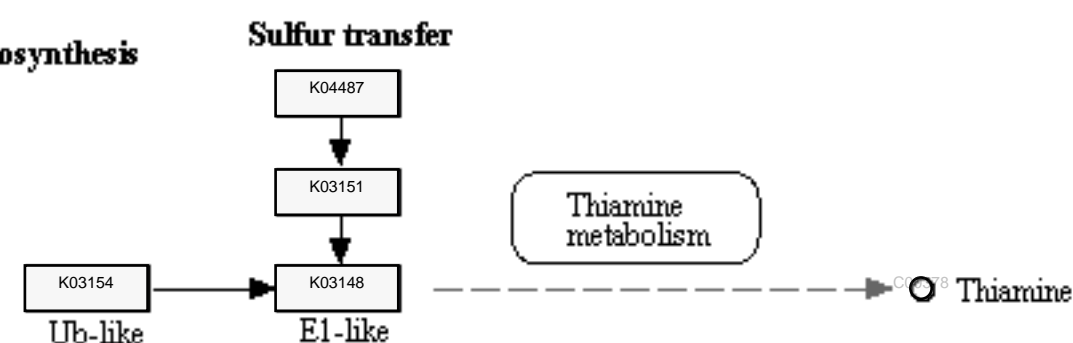 osynthesis
Sulfur transfer
K04487
K03151
Thiamine
metabolism
K03154
K03148
Thiamine
Ub-like
E1-like